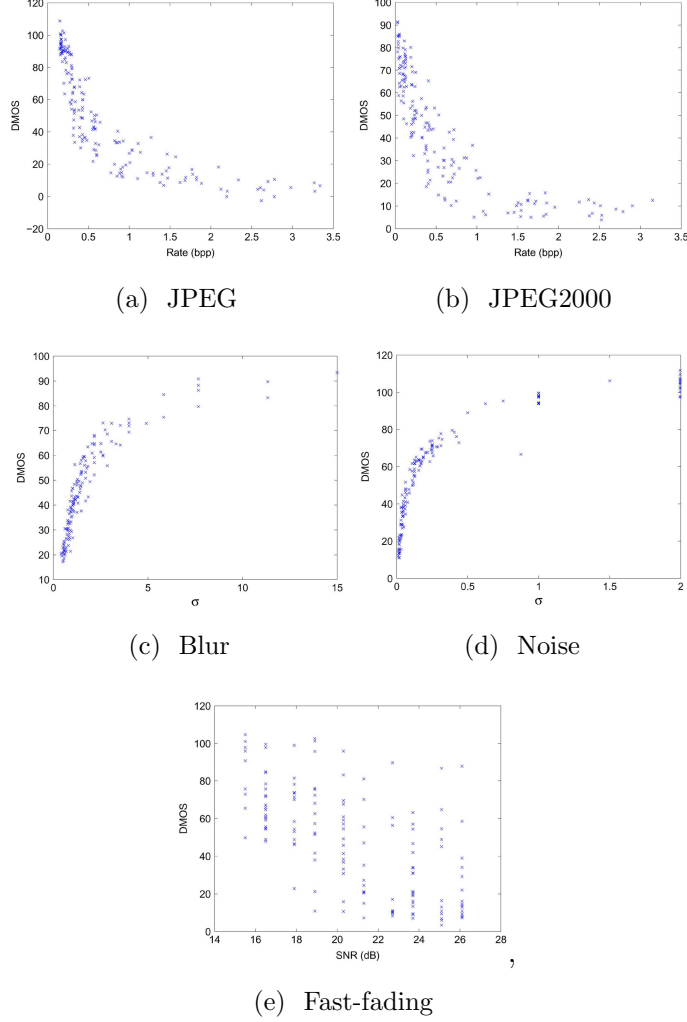 120
100
80
60
40
20
0
−20
DMOS
0 0.5 1 1.5 2 2.5 3 3.5
Rate (bpp)
100
90
80
70
60
50
40
30
20
10
0
DMOS
0 0.5 1 1.5 2 2.5 3 3.5
Rate (bpp)
(a) JPEG
(b) JPEG2000
100
90
80
70
60
50
40
30
20
10
DMOS
0 5 10 15
σ
120
100
80
60
40
20
0
DMOS
0 0.5 1 1.5 2
σ
(c) Blur
(d) Noise
120
100
80
60
40
20
0
DMOS
14 16 18 20 22 24 26 28
SNR (dB)
,
(e) Fast-fading